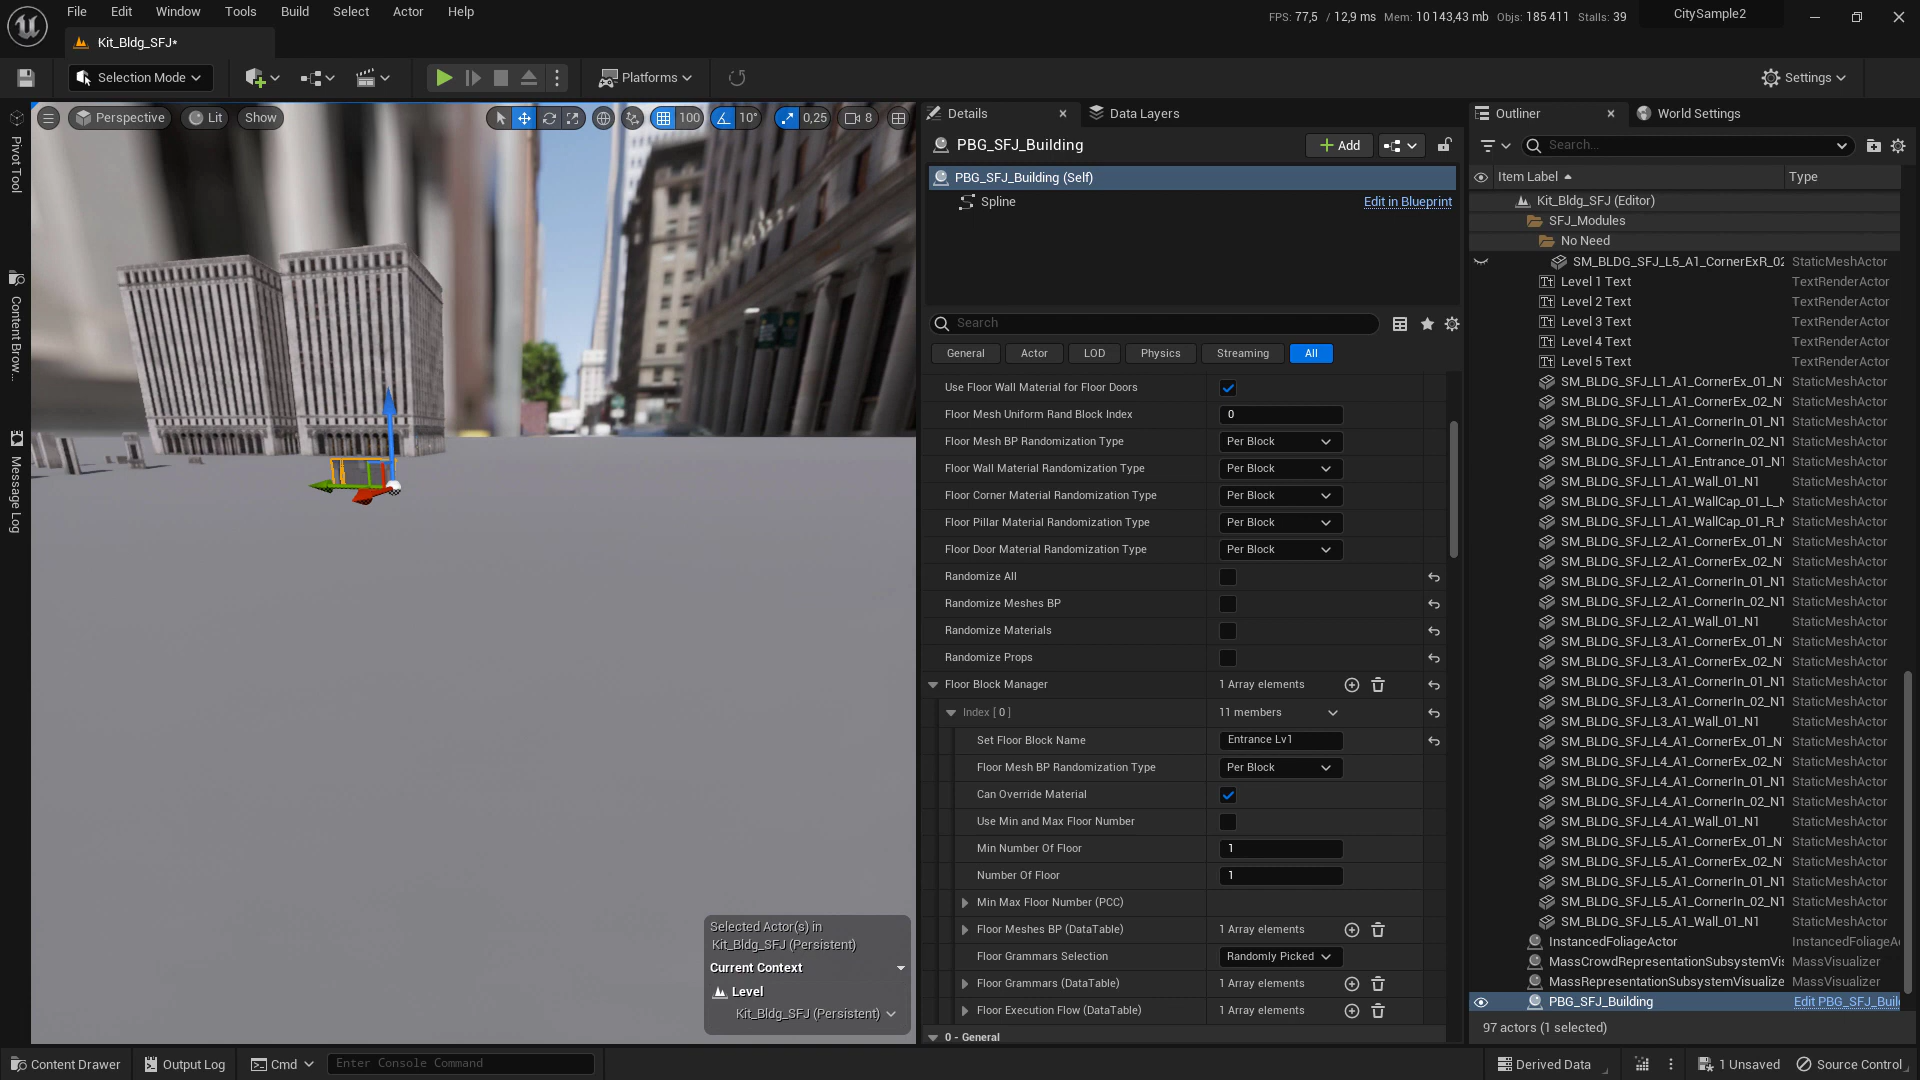 File Edit Window Tools Build Select Actor Help
FPS: 77,5 / 12,9 ms Mem: 10 143,43 mb Objs: 185 411 Stalls: 39
CitySample2
Kit_Bldg_SFJ*
Selection Mode
Platforms
Settings
Pivot Tool
Content Brow...
Message Log
Perspective
Lit
Show
100
10°
0,25
8
Selected Actor(s) in
Kit_Bldg_SFJ (Persistent)
Current Context
Level
Kit_Bldg_SFJ (Persistent)
Details
Data Layers
PBG_SFJ_Building
Add
PBG_SFJ_Building (Self)
Spline
Edit in Blueprint
Search
General Actor LOD Physics Streaming All
Use Floor Wall Material for Floor Doors
Floor Mesh Uniform Rand Block Index 0
Floor Mesh BP Randomization Type Per Block
Floor Wall Material Randomization Type Per Block
Floor Corner Material Randomization Type Per Block
Floor Pillar Material Randomization Type Per Block
Floor Door Material Randomization Type Per Block
Randomize All
Randomize Meshes BP
Randomize Materials
Randomize Props
Floor Block Manager 1 Array elements
Index [ 0 ] 11 members
Set Floor Block Name Entrance Lv1
Floor Mesh BP Randomization Type Per Block
Can Override Material
Use Min and Max Floor Number
Min Number Of Floor 1
Number Of Floor 1
Min Max Floor Number (PCC)
Floor Meshes BP (DataTable) 1 Array elements
Floor Grammars Selection Randomly Picked
Floor Grammars (DataTable) 1 Array elements
Floor Execution Flow (DataTable) 1 Array elements
0 - General
Outliner
World Settings
Search...
Item Label Type
Kit_Bldg_SFJ (Editor)
SFJ_Modules
No Need
SM_BLDG_SFJ_L5_A1_CornerExR_02 StaticMeshActor
Level 1 Text TextRenderActor
Level 2 Text TextRenderActor
Level 3 Text TextRenderActor
Level 4 Text TextRenderActor
Level 5 Text TextRenderActor
SM_BLDG_SFJ_L1_A1_CornerEx_01_N StaticMeshActor
SM_BLDG_SFJ_L1_A1_CornerEx_02_N StaticMeshActor
SM_BLDG_SFJ_L1_A1_CornerIn_01_N1 StaticMeshActor
SM_BLDG_SFJ_L1_A1_CornerIn_02_N1 StaticMeshActor
SM_BLDG_SFJ_L1_A1_Entrance_01_N1 StaticMeshActor
SM_BLDG_SFJ_L1_A1_Wall_01_N1 StaticMeshActor
SM_BLDG_SFJ_L1_A1_WallCap_01_L_N StaticMeshActor
SM_BLDG_SFJ_L1_A1_WallCap_01_R_N StaticMeshActor
SM_BLDG_SFJ_L2_A1_CornerEx_01_N StaticMeshActor
SM_BLDG_SFJ_L2_A1_CornerEx_02_N StaticMeshActor
SM_BLDG_SFJ_L2_A1_CornerIn_01_N1 StaticMeshActor
SM_BLDG_SFJ_L2_A1_CornerIn_02_N1 StaticMeshActor
SM_BLDG_SFJ_L2_A1_Wall_01_N1 StaticMeshActor
SM_BLDG_SFJ_L3_A1_CornerEx_01_N StaticMeshActor
SM_BLDG_SFJ_L3_A1_CornerEx_02_N StaticMeshActor
SM_BLDG_SFJ_L3_A1_CornerIn_01_N1 StaticMeshActor
SM_BLDG_SFJ_L3_A1_CornerIn_02_N1 StaticMeshActor
SM_BLDG_SFJ_L3_A1_Wall_01_N1 StaticMeshActor
SM_BLDG_SFJ_L4_A1_CornerEx_01_N StaticMeshActor
SM_BLDG_SFJ_L4_A1_CornerEx_02_N StaticMeshActor
SM_BLDG_SFJ_L4_A1_CornerIn_01_N1 StaticMeshActor
SM_BLDG_SFJ_L4_A1_CornerIn_02_N1 StaticMeshActor
SM_BLDG_SFJ_L4_A1_Wall_01_N1 StaticMeshActor
SM_BLDG_SFJ_L5_A1_CornerEx_01_N StaticMeshActor
SM_BLDG_SFJ_L5_A1_CornerEx_02_N StaticMeshActor
SM_BLDG_SFJ_L5_A1_CornerIn_01_N1 StaticMeshActor
SM_BLDG_SFJ_L5_A1_CornerIn_02_N1 StaticMeshActor
SM_BLDG_SFJ_L5_A1_Wall_01_N1 StaticMeshActor
InstancedFoliageActor InstancedFoliageA
MassCrowdRepresentationSubsystemVis MassVisualizer
MassRepresentationSubsystemVisualize MassVisualizer
PBG_SFJ_Building Edit PBG_SFJ_Buil
97 actors (1 selected)
Content Drawer
Output Log
Cmd
Enter Console Command
Derived Data
1 Unsaved
Source Control